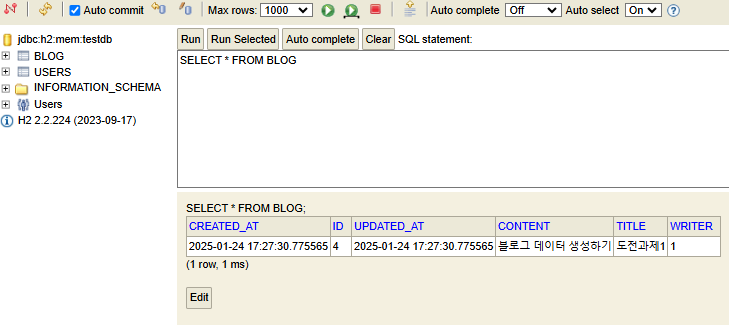 Auto commit Max rows: 1000 Auto complete Off Auto select On
jdbc:h2:mem:testdb
BLOG
USERS
INFORMATION_SCHEMA
Users
H2 2.2.224 (2023-09-17)
Run Run Selected Auto complete Clear SQL statement:
SELECT * FROM BLOG
SELECT * FROM BLOG;
CREATED_AT ID UPDATED_AT CONTENT TITLE WRITER
2025-01-24 17:27:30.775565 4 2025-01-24 17:27:30.775565 블로그 데이터 생성하기 도전과제1 1
(1 row, 1 ms)
Edit